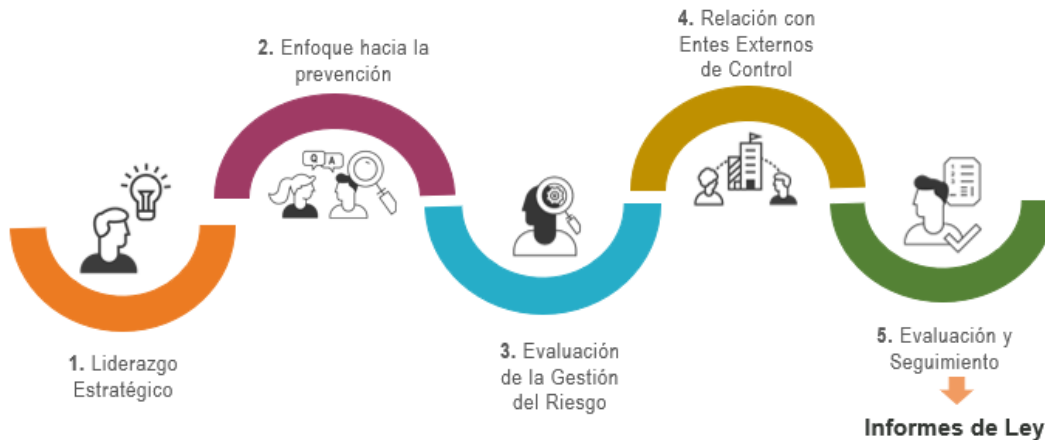 1. Liderazgo
Estratégico
2. Enfoque hacia la
prevención
Q A
3. Evaluación
de la Gestión
del Riesgo
4. Relación con
Entes Externos
de Control
5. Evaluación y
Seguimiento
Informes de Ley